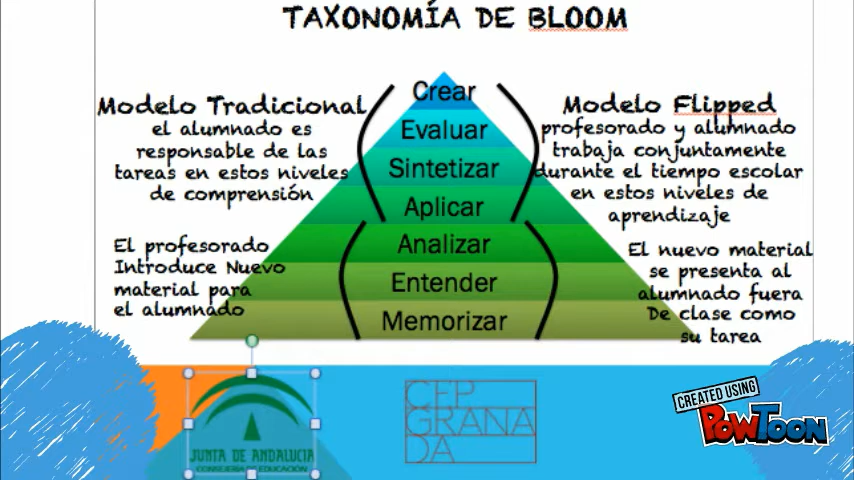 TAXONOMÍA DE BLOOM
Modelo Tradicional
el alumnado es
responsable de las
tareas en estos niveles
de comprensión
El profesorado
Introduce Nuevo
material para
el alumnado
Crear
Evaluar
Sintetizar
Aplicar
Analizar
Entender
Memorizar
Modelo Flipped
profesorado y alumnado
trabaja conjuntamente
durante el tiempo escolar
en estos niveles de
aprendizaje
El nuevo material
se presenta al
alumnado fuera
De clase como
su tarea
JUNTA DE ANDALUCIA
CONSEJERÍA DE EDUCACIÓN
CEP
GRANA
DA
CREATED USING
POWTOON